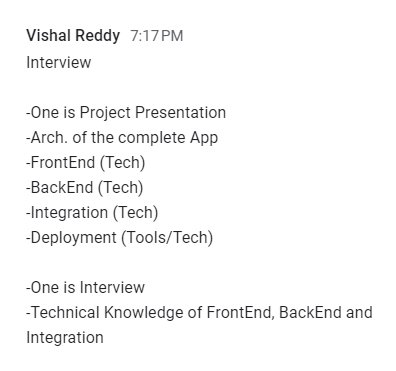 Vishal Reddy 7:17 PM
Interview
-One is Project Presentation
-Arch. of the complete App
-FrontEnd (Tech)
-BackEnd (Tech)
-Integration (Tech)
-Deployment (Tools/Tech)
-One is Interview
-Technical Knowledge of FrontEnd, BackEnd and
Integration